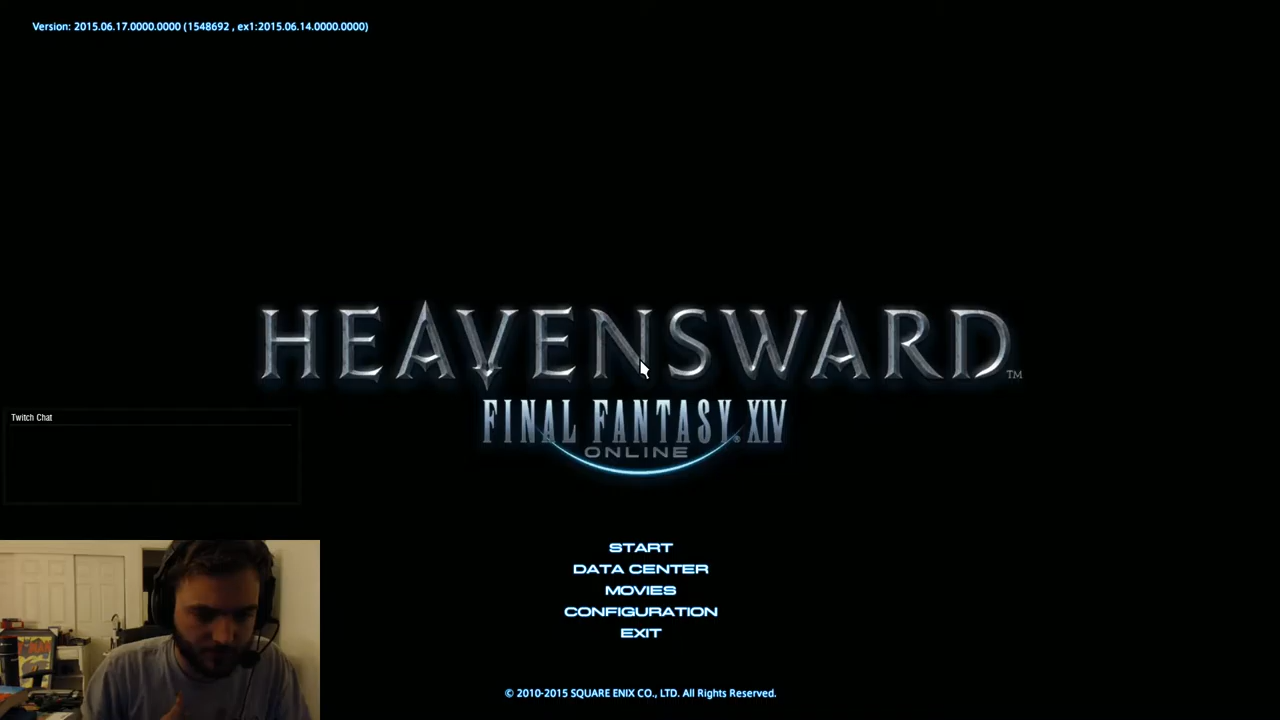 Version: 2015.06.17.0000.0000 (1548692 , ex1:2015.06.14.0000.0000)
HEAVENSWARD™
FINAL FANTASY® XIV
ONLINE
Twitch Chat
START
DATA CENTER
MOVIES
CONFIGURATION
EXIT
© 2010-2015 SQUARE ENIX CO., LTD. All Rights Reserved.